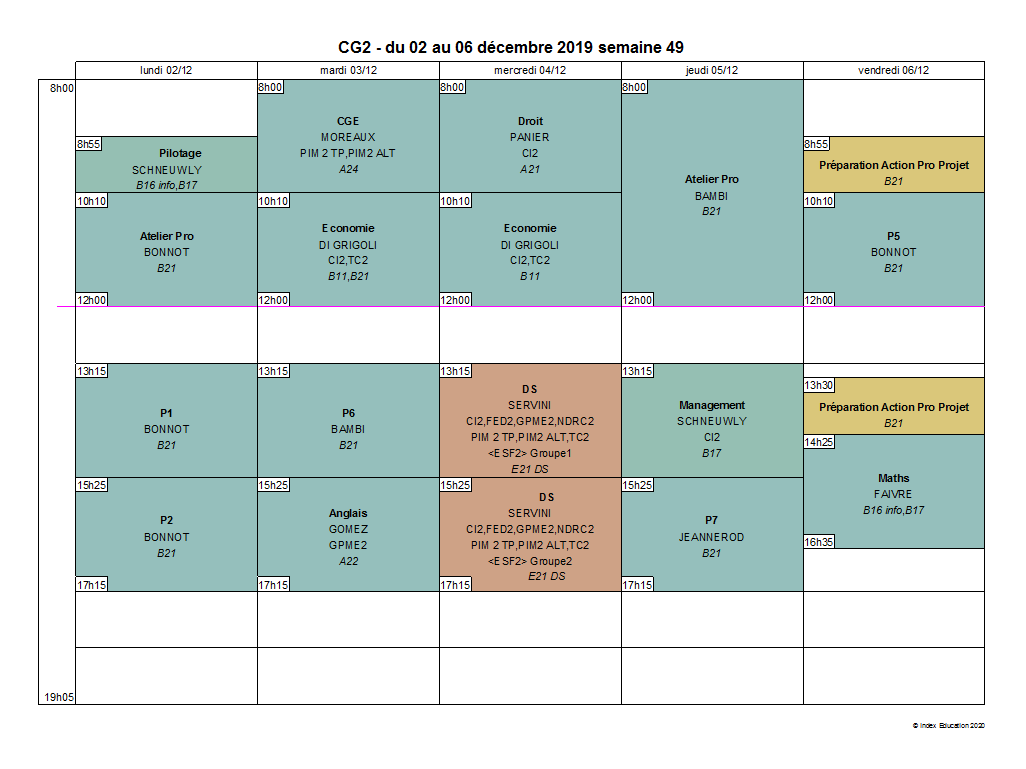 CG2 - du 02 au 06 décembre 2019 semaine 49
lundi 02/12
mardi 03/12
mercredi 04/12
jeudi 05/12
vendredi 06/12
8h00
19h05
8h55
Pilotage
SCHNEUWLY
B16 info,B17
10h10
Atelier Pro
BONNOT
B21
12h00
13h15
P1
BONNOT
B21
15h25
P2
BONNOT
B21
17h15
8h00
CGE
MOREAUX
PIM 2 TP,PIM2 ALT
A24
10h10
Economie
DI GRIGOLI
CI2,TC2
B11,B21
12h00
13h15
P6
BAMBI
B21
15h25
Anglais
GOMEZ
GPME2
A22
17h15
8h00
Droit
PANIER
CI2
A21
10h10
Economie
DI GRIGOLI
CI2,TC2
B11
12h00
13h15
DS
SERVINI
CI2,FED2,GPME2,NDRC2
PIM 2 TP,PIM2 ALT,TC2
<ESF2> Groupe1
E21 DS
15h25
DS
SERVINI
CI2,FED2,GPME2,NDRC2
PIM 2 TP,PIM2 ALT,TC2
<ESF2> Groupe2
E21 DS
17h15
8h00
Atelier Pro
BAMBI
B21
12h00
13h15
Management
SCHNEUWLY
CI2
B17
15h25
P7
JEANNEROD
B21
17h15
8h55
Préparation Action Pro Projet
B21
10h10
P5
BONNOT
B21
12h00
13h30
Préparation Action Pro Projet
B21
14h25
Maths
FAIVRE
B16 info,B17
16h35
© Index Education 2020